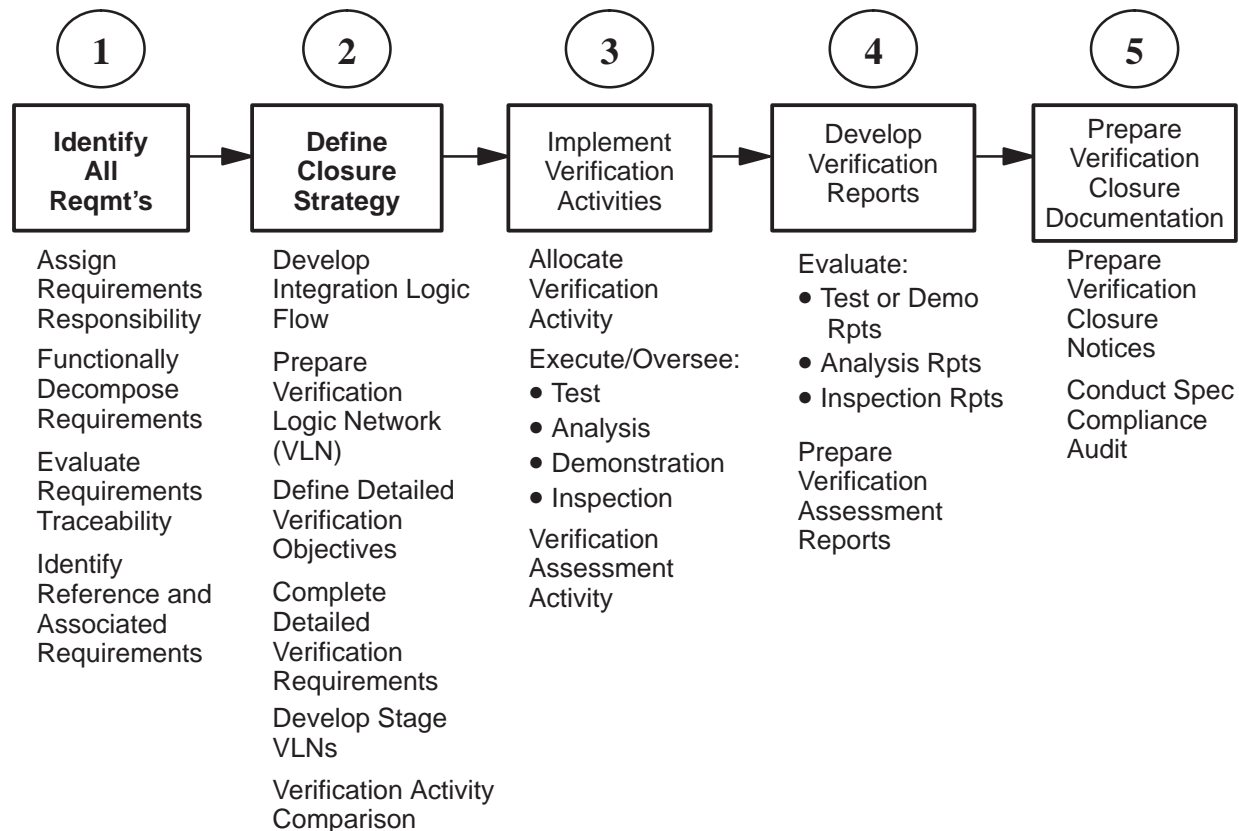 1
Identify
All
Reqmt's
Assign
Requirements
Responsibility
Functionally
Decompose
Requirements
Evaluate
Requirements
Traceability
Identify
Reference and
Associated
Requirements
2
Define
Closure
Strategy
Develop
Integration Logic
Flow
Prepare
Verification
Logic Network
(VLN)
Define Detailed
Verification
Objectives
Complete
Detailed
Verification
Requirements
Develop Stage
VLNs
Verification Activity
Comparison
3
Implement
Verification
Activities
Allocate
Verification
Activity
Execute/Oversee:
• Test
• Analysis
• Demonstration
• Inspection
Verification
Assessment
Activity
4
Develop
Verification
Reports
Evaluate:
• Test or Demo
Rpts
• Analysis Rpts
• Inspection Rpts
Prepare
Verification
Assessment
Reports
5
Prepare
Verification
Closure
Documentation
Prepare
Verification
Closure
Notices
Conduct Spec
Compliance
Audit